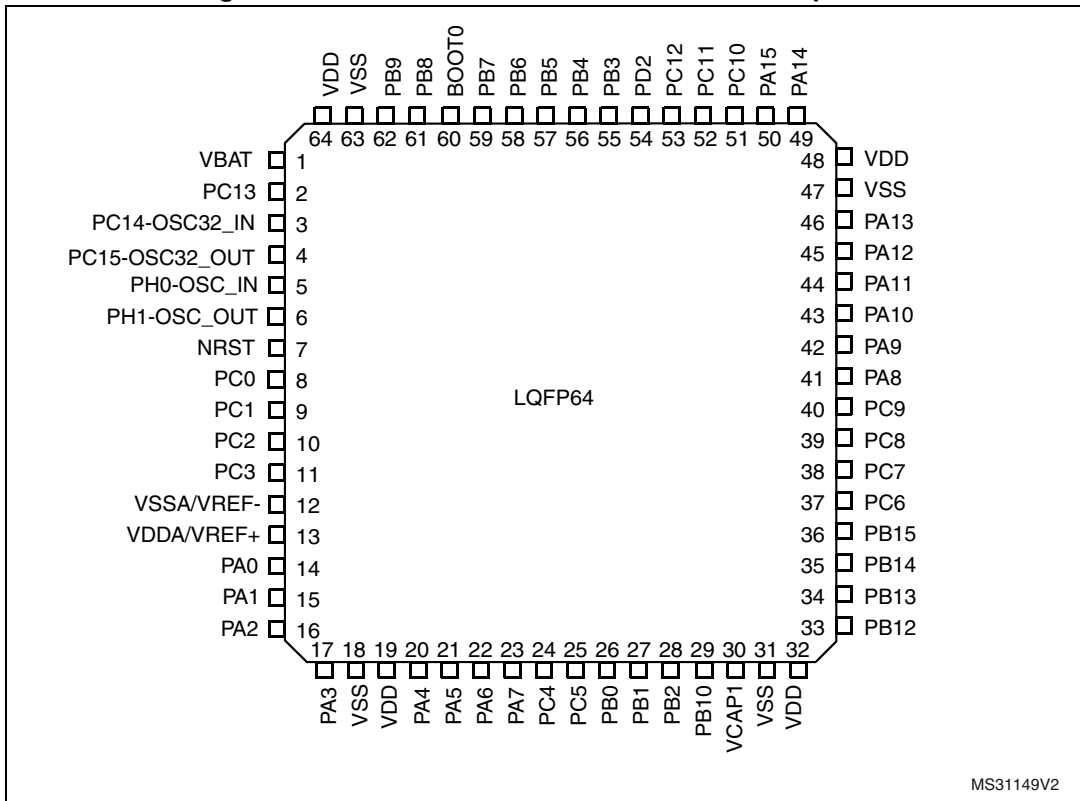 VDD VSS PB9 PB8 BOOT0 PB7 PB6 PB5 PB4 PB3 PD2 PC12 PC11 PC10 PA15 PA14
64 63 62 61 60 59 58 57 56 55 54 53 52 51 50 49
VBAT 1 48 VDD
PC13 2 47 VSS
PC14-OSC32_IN 3 46 PA13
PC15-OSC32_OUT 4 45 PA12
PH0-OSC_IN 5 44 PA11
PH1-OSC_OUT 6 43 PA10
NRST 7 42 PA9
PC0 8 41 PA8
LQFP64
PC1 9 40 PC9
PC2 10 39 PC8
PC3 11 38 PC7
VSSA/VREF- 12 37 PC6
VDDA/VREF+ 13 36 PB15
PA0 14 35 PB14
PA1 15 34 PB13
PA2 16 33 PB12
17 18 19 20 21 22 23 24 25 26 27 28 29 30 31 32
PA3 VSS VDD PA4 PA5 PA6 PA7 PC4 PC5 PB0 PB1 PB2 PB10 VCAP1 VSS VDD
MS31149V2